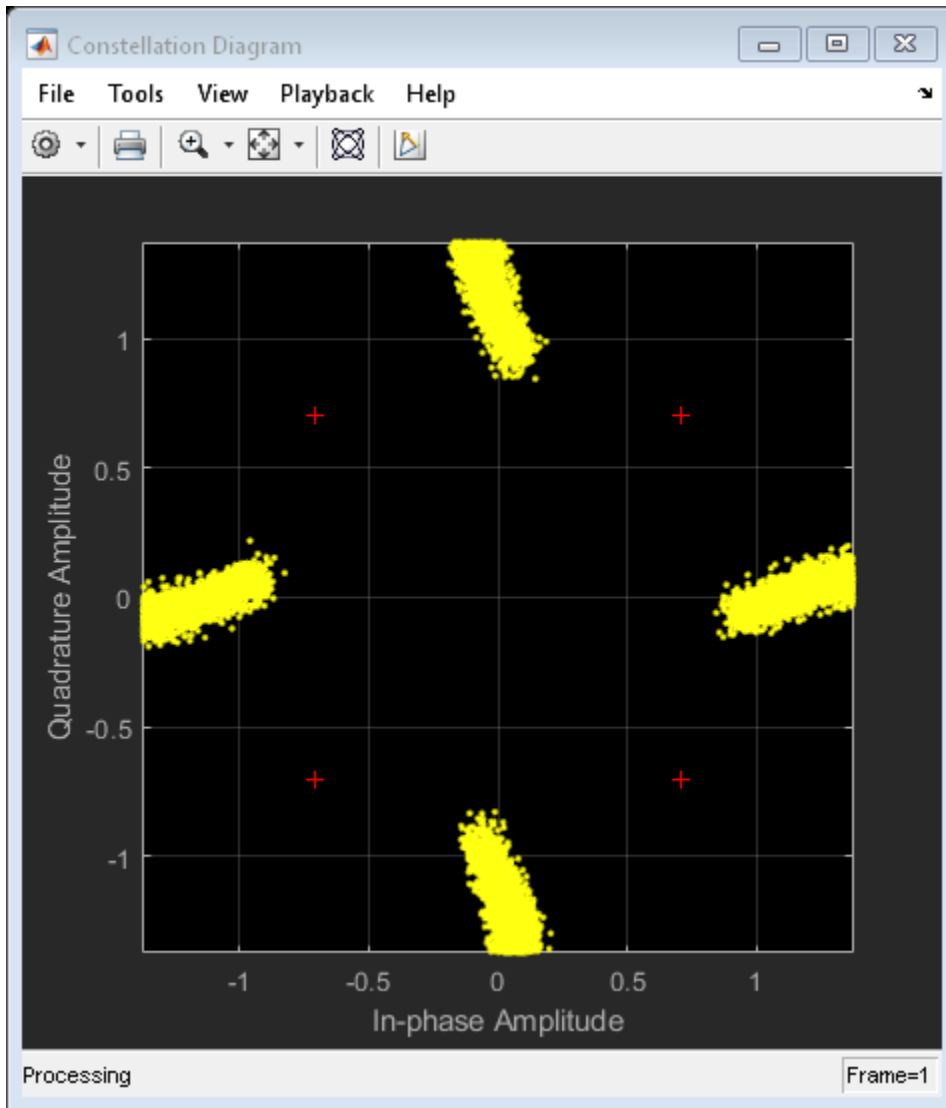 Constellation Diagram
File Tools View Playback Help
1
0.5
0
-0.5
-1
Quadrature Amplitude
-1 -0.5 0 0.5 1
In-phase Amplitude
Processing Frame=1